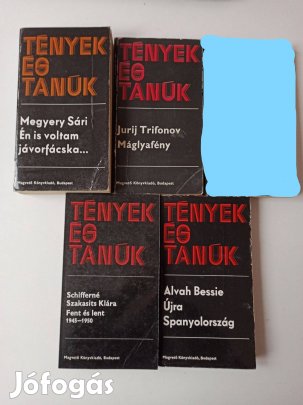 TÉNYEK
ÉS
TANÚK
Megyery Sári
Én is voltam
jávorfácska...
Magvető Könyvkiadó, Budapest
TÉNYEK
ÉS
TANÚK
Jurij Trifonov
Máglyafény
Magvető Könyvkiadó, Budapest
TÉNYEK
ÉS
TANÚK
Schifferné
Szakasits Klára
Fent és lent
1945–1950
Magvető Könyvkiadó, Budapest
TÉNYEK
ÉS
TANÚK
Alvah Bessie
Újra
Spanyolország
Magvető Könyvkiadó, Budapest
Jófogás